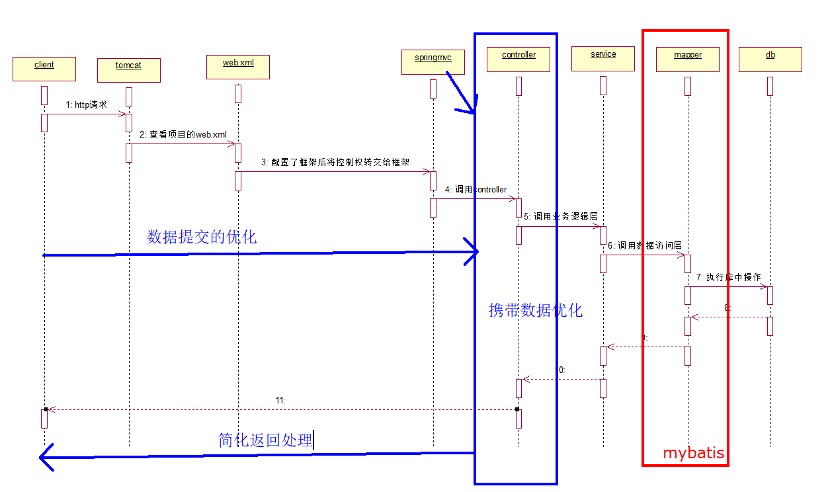 client
tomcat
web.xml
springmvc
controller
service
mapper
db
1: http请求
2: 查看项目的web.xml
3: 配置了框架后将控制权转交给框架
4: 调用controller
5: 调用业务逻辑层
数据提交的优化
6: 调用数据访问层
7: 执行库中操作
携带数据优化
8:
0:
11:
简化返回处理
mybatis